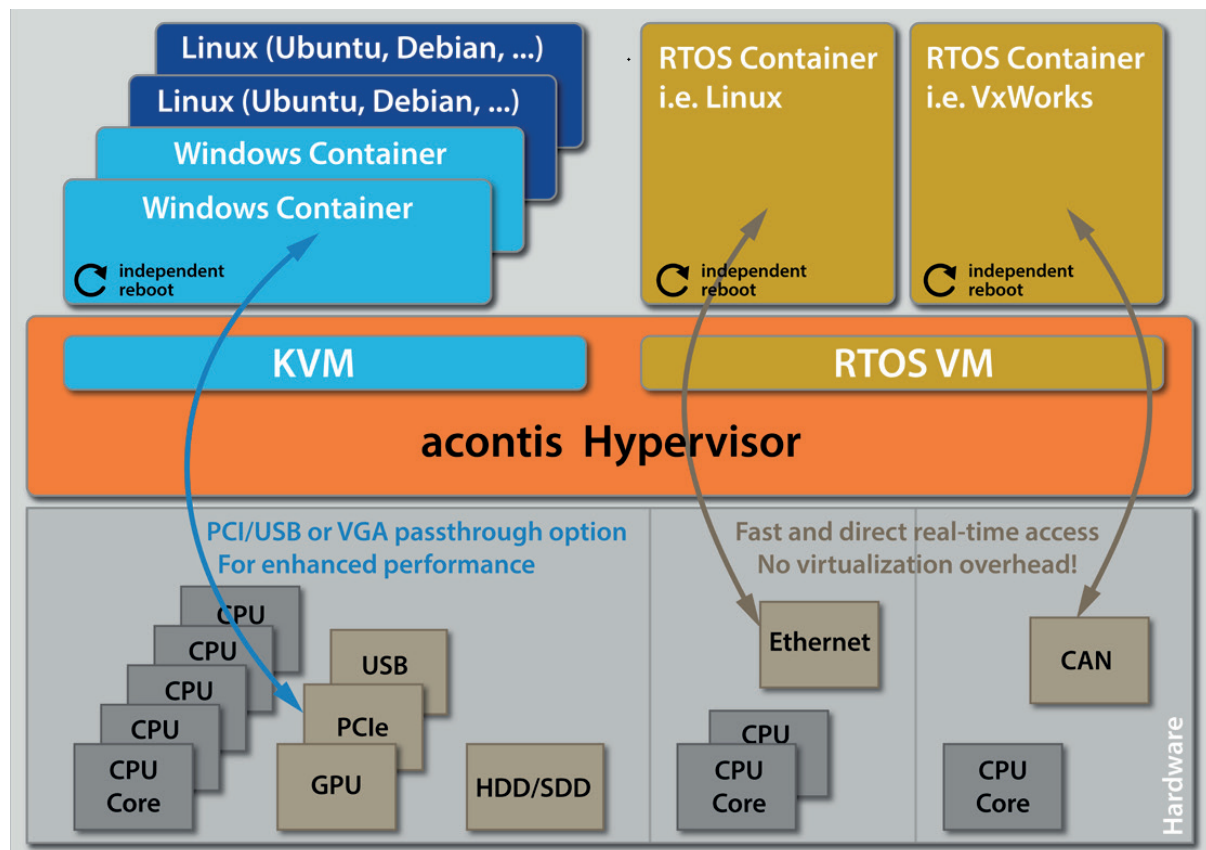 Linux (Ubuntu, Debian, ...)
Linux (Ubuntu, Debian, ...)
Windows Container
Windows Container
independent
reboot
RTOS Container
i.e. Linux
independent
reboot
RTOS Container
i.e. VxWorks
independent
reboot
KVM
RTOS VM
acontis Hypervisor
PCI/USB or VGA passthrough option
For enhanced performance
Fast and direct real-time access
No virtualization overhead!
CPU
CPU
CPU
CPU
CPU
Core
USB
PCIe
GPU
HDD/SDD
Ethernet
CPU
CPU
Core
CAN
CPU
Core
Hardware